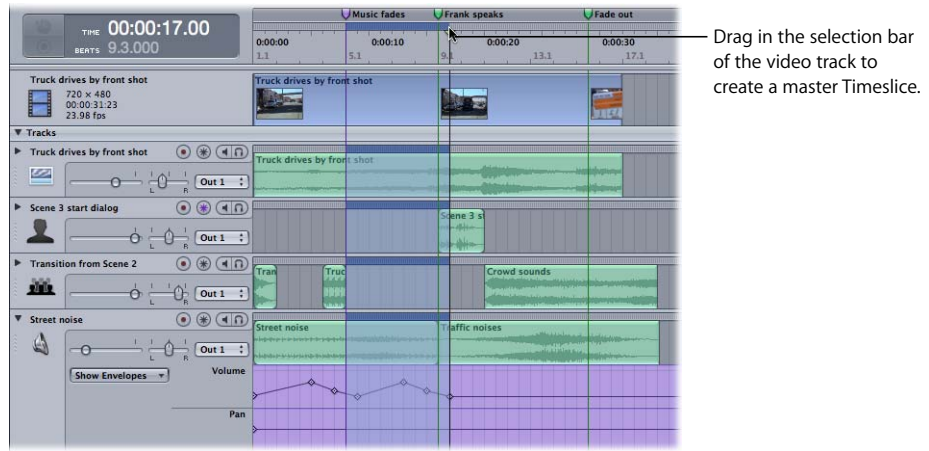 Music fades
Frank speaks
Fade out
TIME 00:00:17.00
BEATS 9.3.000
0:00:00
0:00:10
0:00:20
0:00:30
1.1
5.1
9.1
13.1
17.1
Drag in the selection bar
of the video track to
create a master Timeslice.
Truck drives by front shot
720 × 480
00:00:31:23
23.98 fps
Truck drives by front shot
Tracks
Truck drives by front shot
L R
Out 1
Truck drives by front shot
Scene 3 start dialog
L R
Out 1
Scene 3 s
Transition from Scene 2
L R
Out 1
Tran
Truc
Crowd sounds
Street noise
L R
Out 1
Street noise
Traffic noises
Show Envelopes
Volume
Pan